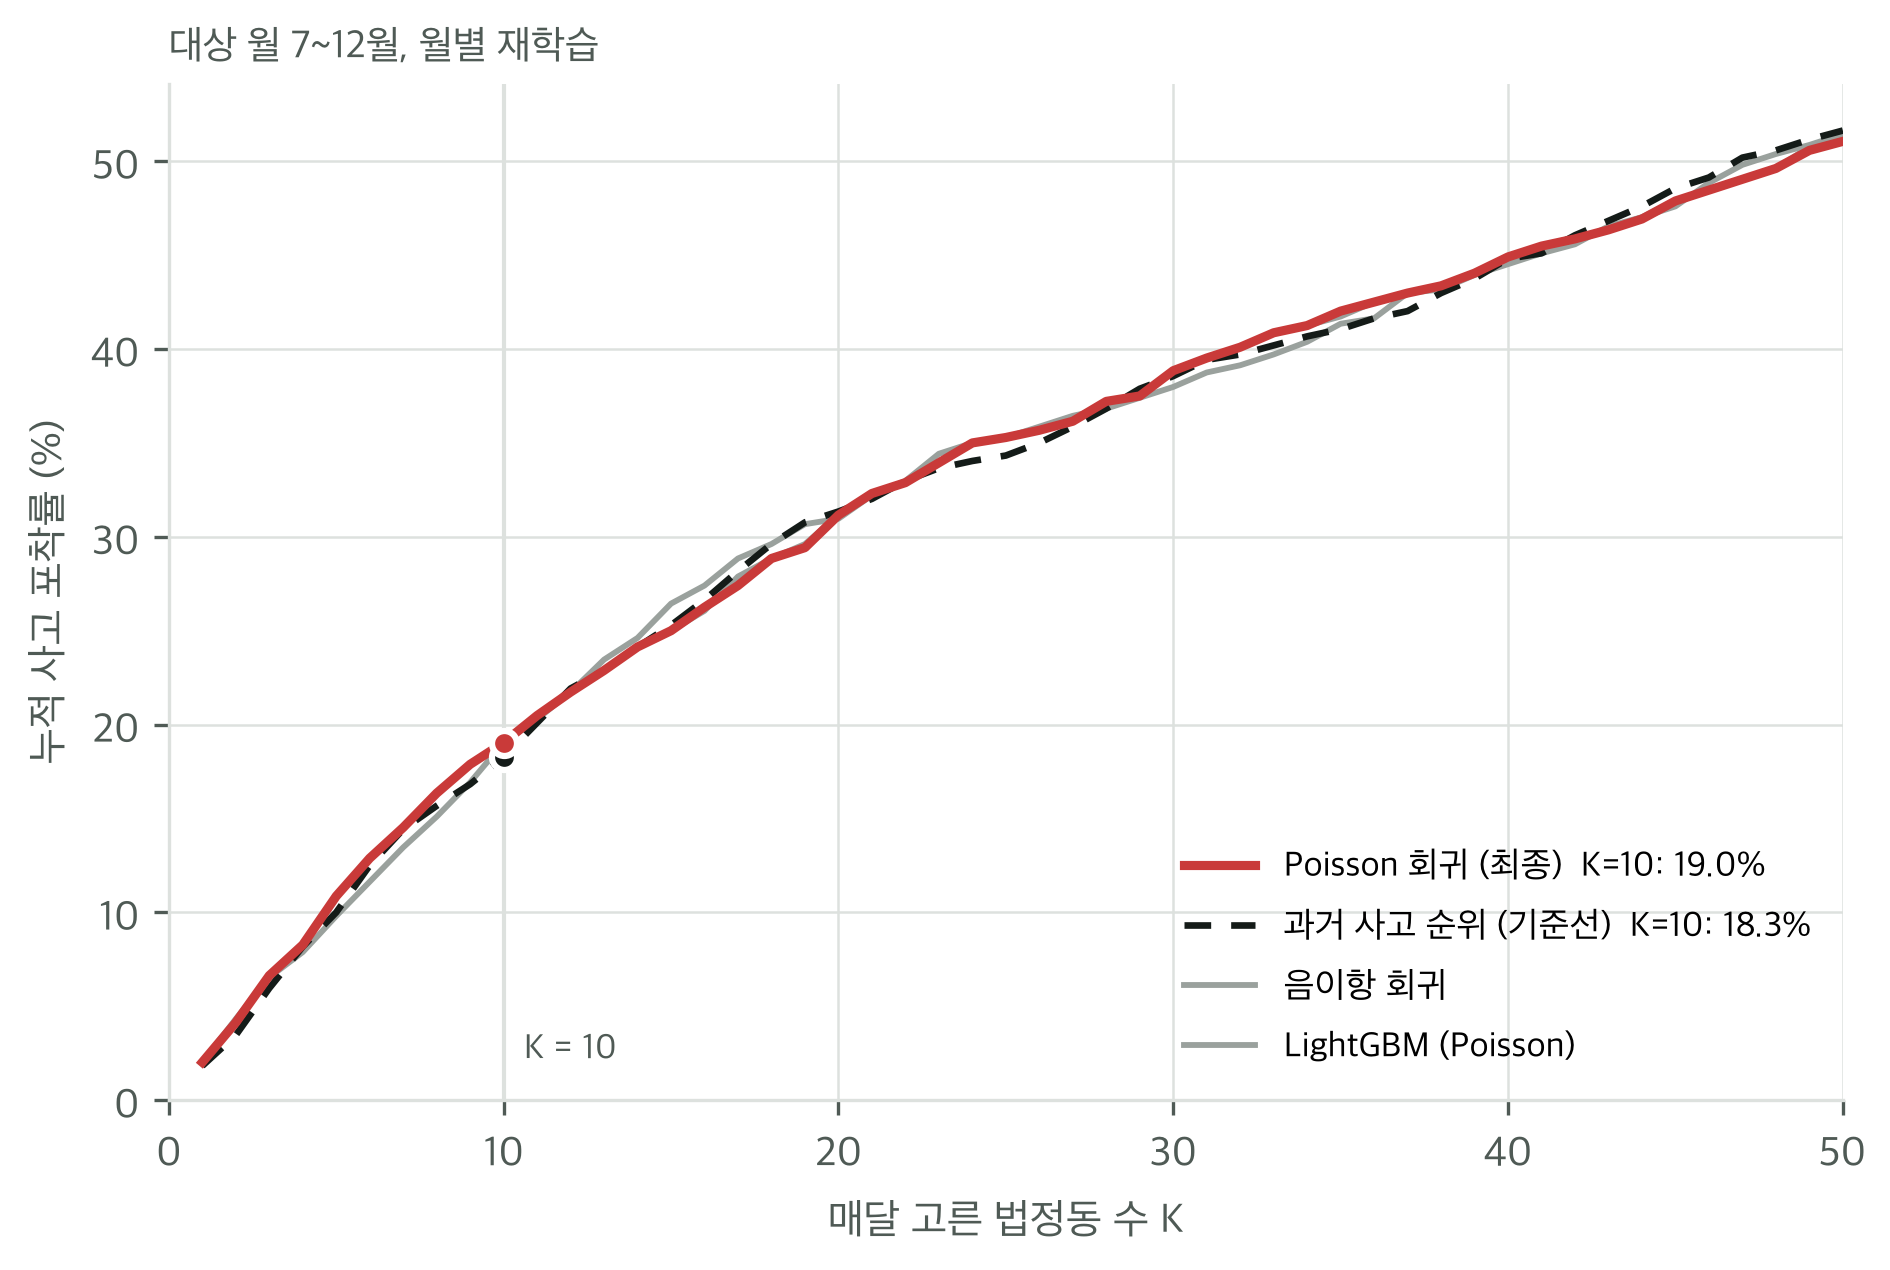 대상 월 7~12월, 월별 재학습
누적 사고 포착률 (%)
50
40
30
20
10
0
K = 10
Poisson 회귀 (최종) K=10: 19.0%
과거 사고 순위 (기준선) K=10: 18.3%
음이항 회귀
LightGBM (Poisson)
0 10 20 30 40 50
매달 고른 법정동 수 K